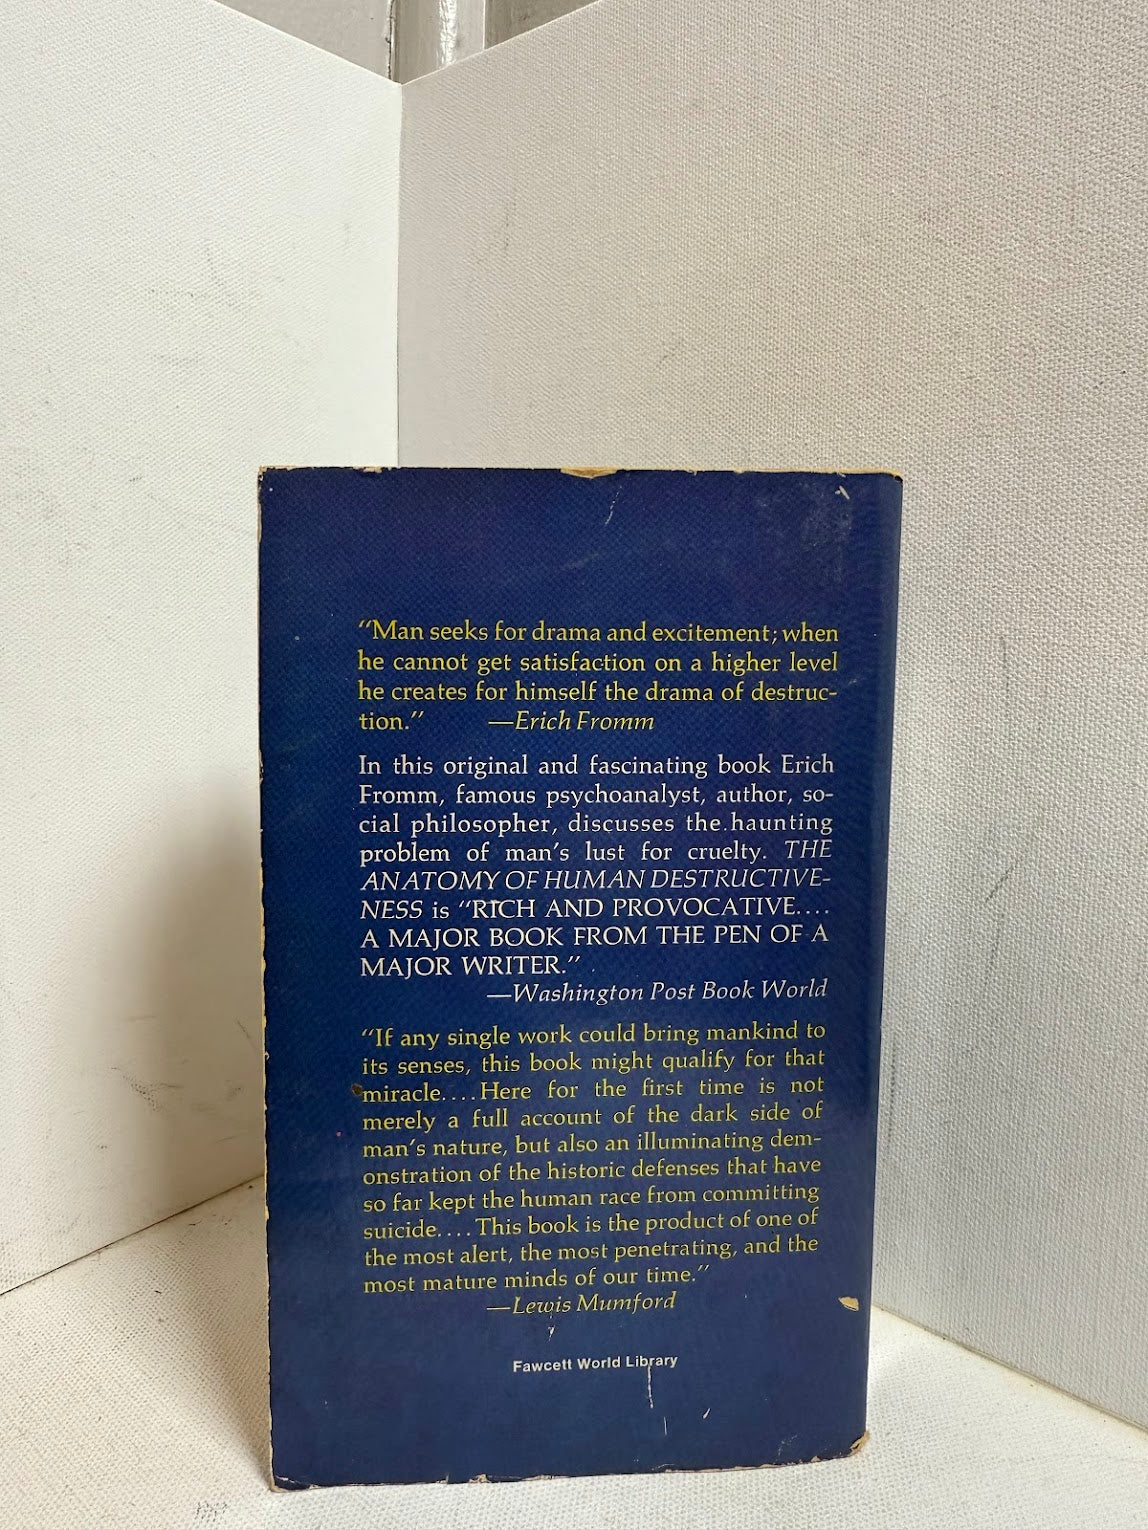 “Man seeks for drama and excitement; when
he cannot get satisfaction on a higher level
he creates for himself the drama of destruc-
tion.” —Erich Fromm
In this original and fascinating book Erich
Fromm, famous psychoanalyst, author, so-
cial philosopher, discusses the haunting
problem of man’s lust for cruelty. THE
ANATOMY OF HUMAN DESTRUCTIVE-
NESS is “RICH AND PROVOCATIVE....
A MAJOR BOOK FROM THE PEN OF A
MAJOR WRITER.”
—Washington Post Book World
“If any single work could bring mankind to
its senses, this book might qualify for that
miracle....Here for the first time is not
merely a full account of the dark side of
man’s nature, but also an illuminating dem-
onstration of the historic defenses that have
so far kept the human race from committing
suicide....This book is the product of one of
the most alert, the most penetrating, and the
most mature minds of our time.”
—Lewis Mumford
Fawcett World Library